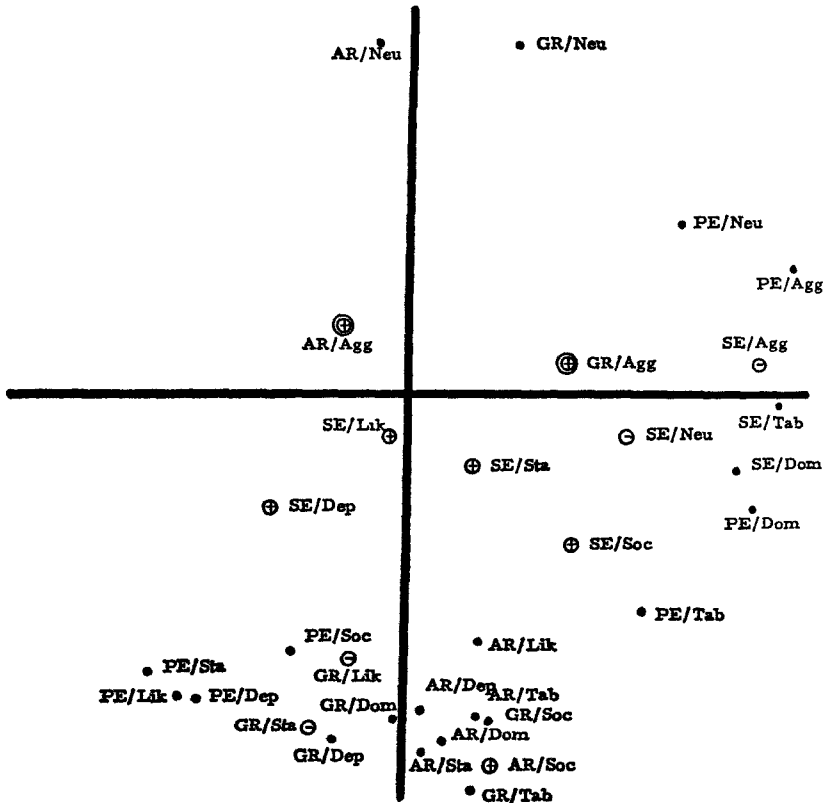 AR/Neu
GR/Neu
PE/Neu
PE/Agg
AR/Agg
GR/Agg
SE/Agg
SE/Lik
SE/Neu
SE/Tab
SE/Sta
SE/Dom
SE/Dep
PE/Dom
SE/Soc
PE/Tab
PE/Soc
AR/Lik
PE/Sta
GR/Lik
PE/Lik
PE/Dep
AR/Dep
AR/Tab
GR/Dom
GR/Soc
GR/Sta
AR/Dom
GR/Dep
AR/Sta
AR/Soc
GR/Tab